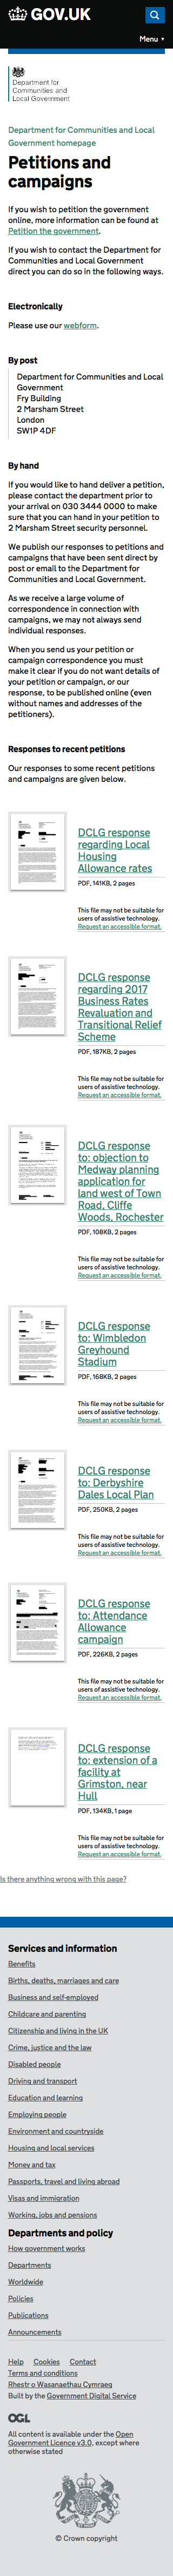 GOV.UK
Menu ▼
Department for
Communities and
Local Government
Department for Communities and Local
Government homepage
Petitions and
campaigns
If you wish to petition the government
online, more information can be found at
Petition the government.
If you wish to contact the Department for
Communities and Local Government
direct you can do so in the following ways.
Electronically
Please use our webform.
By post
Department for Communities and Local
Government
Fry Building
2 Marsham Street
London
SW1P 4DF
By hand
If you would like to hand deliver a petition,
please contact the department prior to
your arrival on 030 3444 0000 to make
sure that you can hand in your petition to
2 Marsham Street security personnel.
We publish our responses to petitions and
campaigns that have been sent direct by
post or email to the Department for
Communities and Local Government.
As we receive a large volume of
correspondence in connection with
campaigns, we may not always send
individual responses.
When you send us your petition or
campaign correspondence you must
make it clear if you do not want details of
your petition or campaign, or our
response, to be published online (even
without names and addresses of the
petitioners).
Responses to recent petitions
Our responses to some recent petitions
and campaigns are given below.
DCLG response
regarding Local
Housing
Allowance rates
PDF, 141KB, 2 pages
This file may not be suitable for
users of assistive technology.
Request an accessible format.
DCLG response
regarding 2017
Business Rates
Revaluation and
Transitional Relief
Scheme
PDF, 187KB, 2 pages
This file may not be suitable for
users of assistive technology.
Request an accessible format.
DCLG response
to: objection to
Medway planning
application for
land west of Town
Road, Cliffe
Woods, Rochester
PDF, 108KB, 2 pages
This file may not be suitable for
users of assistive technology.
Request an accessible format.
DCLG response
to: Wimbledon
Greyhound
Stadium
PDF, 168KB, 2 pages
This file may not be suitable for
users of assistive technology.
Request an accessible format.
DCLG response
to: Derbyshire
Dales Local Plan
PDF, 250KB, 2 pages
This file may not be suitable for
users of assistive technology.
Request an accessible format.
DCLG response
to: Attendance
Allowance
campaign
PDF, 226KB, 2 pages
This file may not be suitable for
users of assistive technology.
Request an accessible format.
DCLG response
to: extension of a
facility at
Grimston, near
Hull
PDF, 134KB, 1 page
This file may not be suitable for
users of assistive technology.
Request an accessible format.
Is there anything wrong with this page?
Services and information
Benefits
Births, deaths, marriages and care
Business and self-employed
Childcare and parenting
Citizenship and living in the UK
Crime, justice and the law
Disabled people
Driving and transport
Education and learning
Employing people
Environment and countryside
Housing and local services
Money and tax
Passports, travel and living abroad
Visas and immigration
Working, jobs and pensions
Departments and policy
How government works
Departments
Worldwide
Policies
Publications
Announcements
Help Cookies Contact
Terms and conditions
Rhestr o Wasanaethau Cymraeg
Built by the Government Digital Service
OGL
All content is available under the Open
Government Licence v3.0, except where
otherwise stated
© Crown copyright